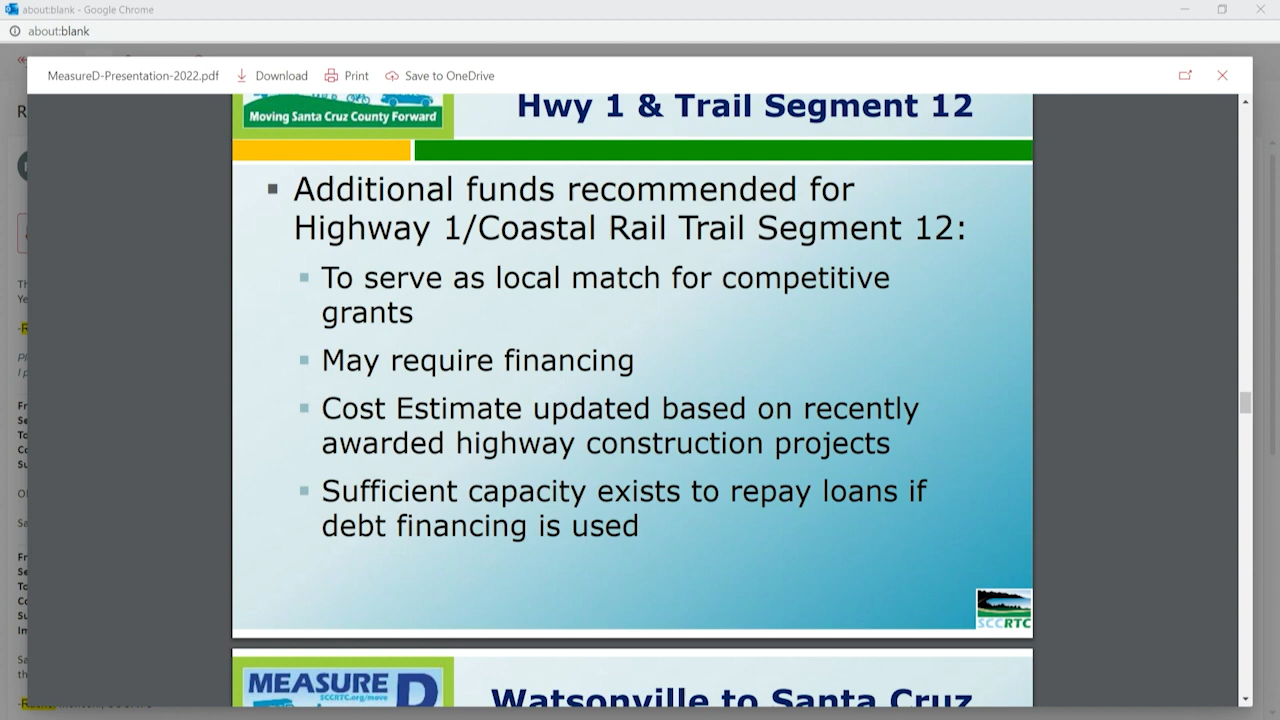 about:blank - Google Chrome
about:blank
MeasureD-Presentation-2022.pdf Download Print Save to OneDrive
Moving Santa Cruz County Forward
Hwy 1 & Trail Segment 12
▪ Additional funds recommended for
Highway 1/Coastal Rail Trail Segment 12:
▪ To serve as local match for competitive
grants
▪ May require financing
▪ Cost Estimate updated based on recently
awarded highway construction projects
▪ Sufficient capacity exists to repay loans if
debt financing is used
SCCRTC
MEASURE D
SCCRTC.org/move
Watsonville to Santa Cruz